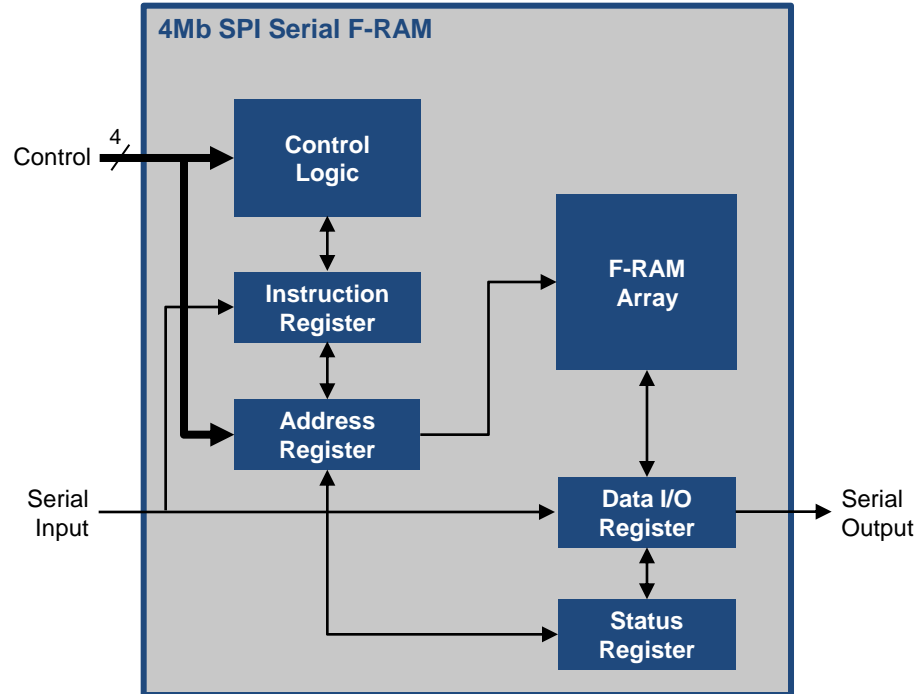 4Mb SPI Serial F-RAM
4
Control
Control
Logic
F-RAM
Array
Instruction
Register
Address
Register
Serial
Input
Data I/O
Register
Serial
Output
Status
Register